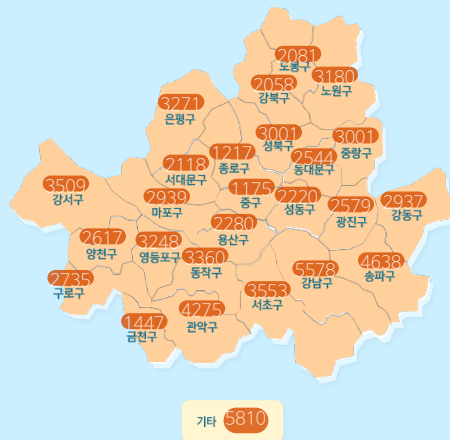 2081
노봉구
2058
강북구
3180
노원구
3271
은평구
3001
성북구
3001
중랑구
1217
종로구
2544
동대문구
2118
서대문구
3509
강서구
2939
마포구
1175
중구
2220
성동구
2579
광진구
2937
강동구
2280
용산구
2617
양천구
3248
영등포구
3360
동작구
4638
송파구
5578
강남구
2735
구로구
3553
서초구
4275
관악구
1447
금천구
기타 5810